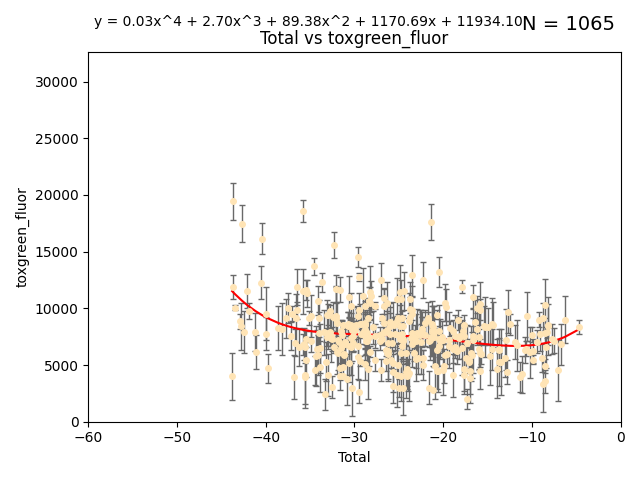 y = 0.03x^4 + 2.70x^3 + 89.38x^2 + 1170.69x + 11934.10
N = 1065
Total vs toxgreen_fluor
30000
25000
20000
15000
10000
5000
0
toxgreen_fluor
−60
−50
−40
−30
−20
−10
0
Total